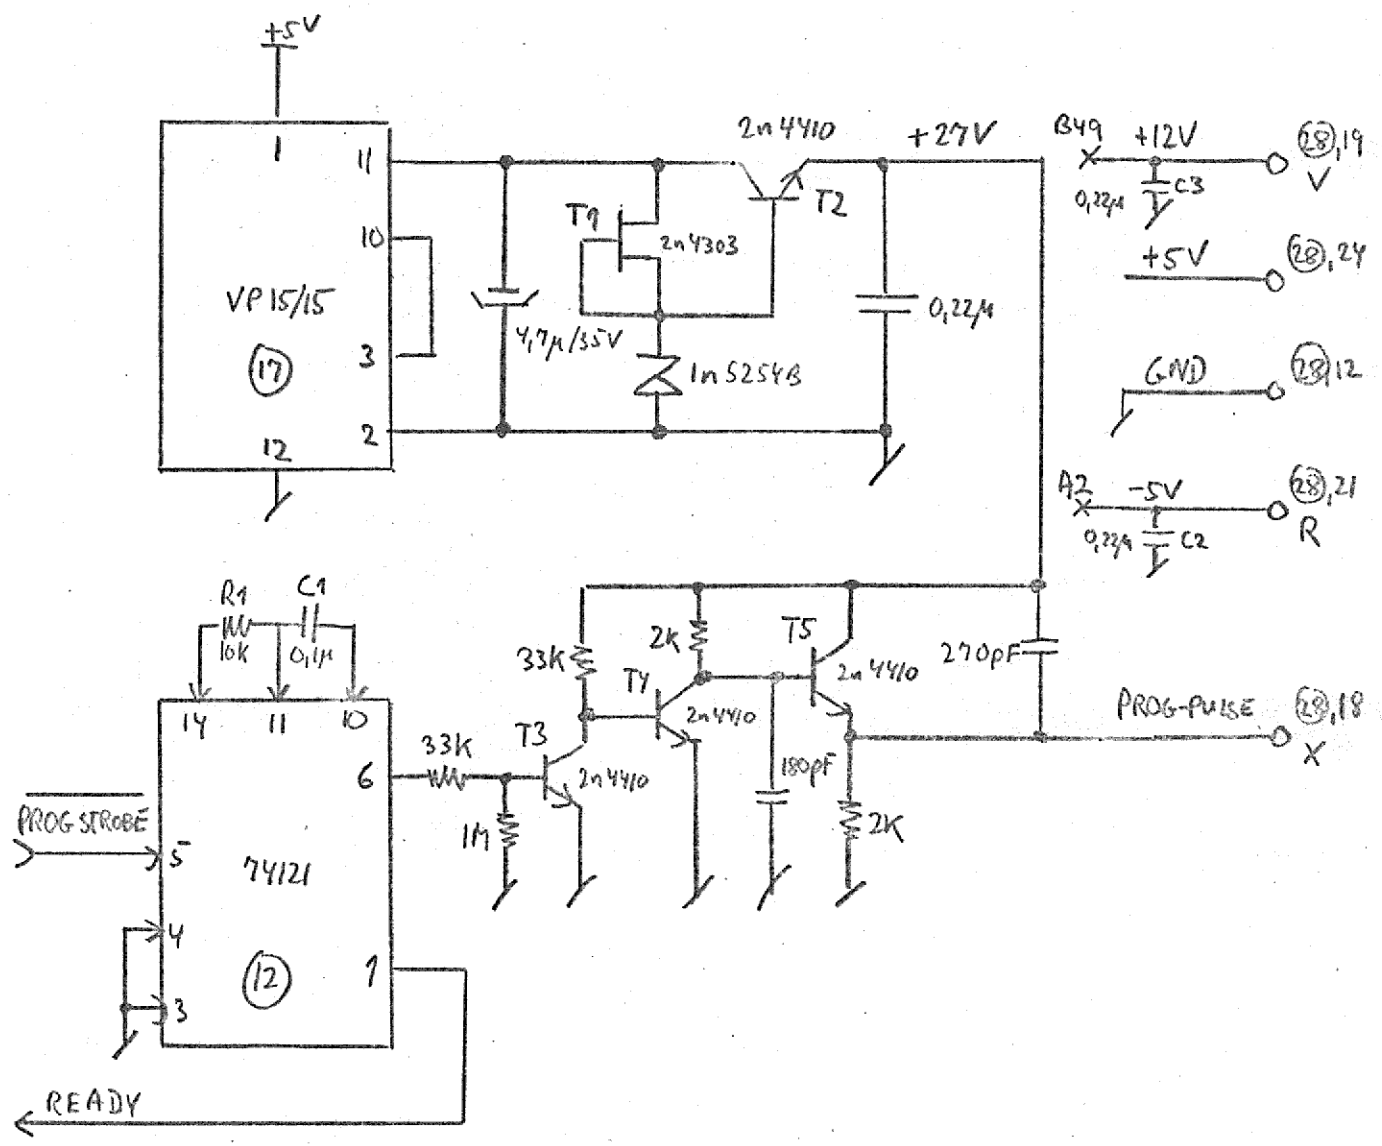 +5V
1
11
10
VP15/15
3
17
2
12
2n4410
+27V
T2
T1
2n4303
4,7µ/35V
1n5254B
0,22µ
B49
+12V
28,19
V
0,22µ
C3
+5V
28,24
GND
28,12
A2
-5V
28,21
R
0,22µ
C2
R1
C1
10K
0,1µ
14
11
10
6
PROG STROBE
5
74121
4
12
1
3
READY
33K
1M
T3
2n4410
33K
T4
2n4410
2K
T5
2n4410
180pF
2K
270pF
PROG-PULSE
28,18
X